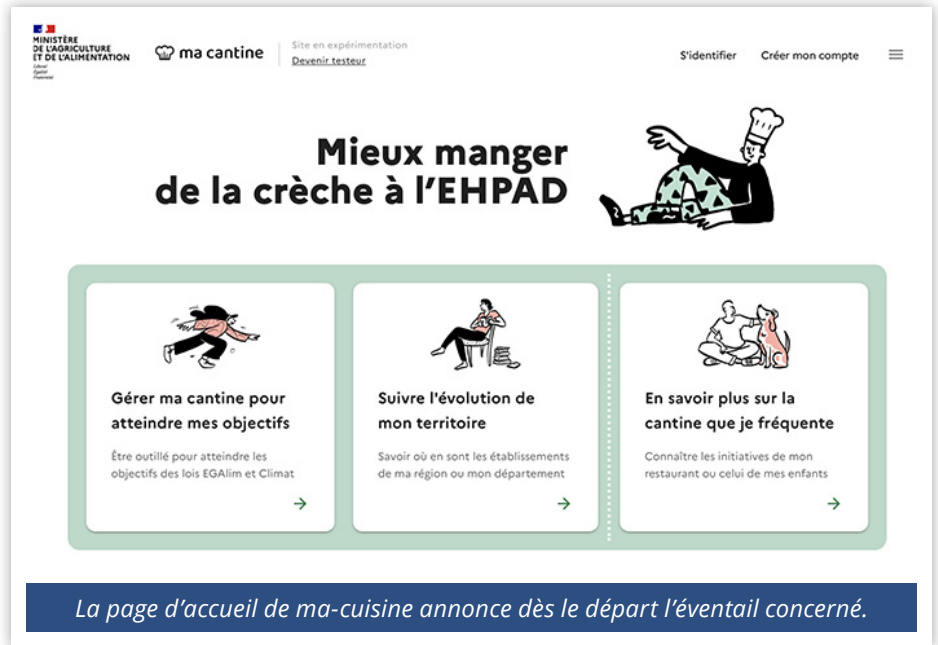 MINISTÈRE
DE L'AGRICULTURE
ET DE L'ALIMENTATION
Liberté
Égalité
Fraternité
ma cantine
Site en expérimentation
Devenir testeur
S'identifier
Créer mon compte
Mieux manger
de la crèche à l'EHPAD
Gérer ma cantine pour
atteindre mes objectifs
Être outillé pour atteindre les
objectifs des lois EGAlim et Climat
Suivre l'évolution de
mon territoire
Savoir où en sont les établissements
de ma région ou mon département
En savoir plus sur la
cantine que je fréquente
Connaître les initiatives de mon
restaurant ou celui de mes enfants
La page d'accueil de ma-cuisine annonce dès le départ l'éventail concerné.